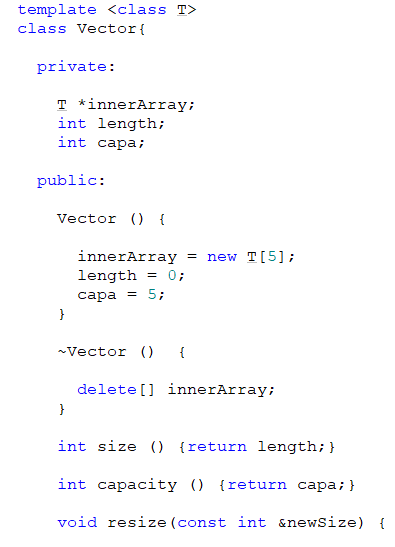 template <class T>
class Vector{
private:
T *innerArray;
int length;
int capa;
public:
Vector () {
innerArray = new T[5];
length = 0;
capa = 5;
}
~Vector ()  {
delete[] innerArray;
}
int size () {return length;}
int capacity () {return capa;}
void resize(const int &newSize) {